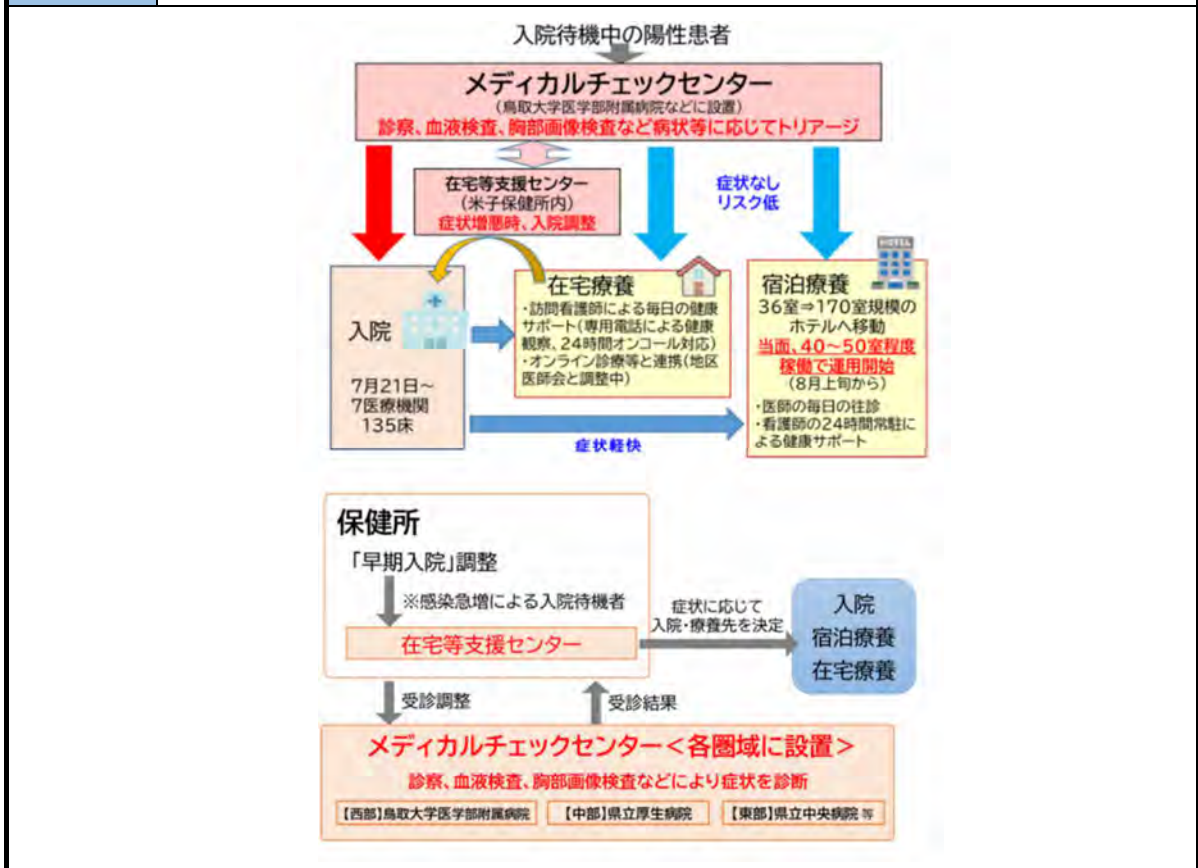 入院待機中の陽性患者
メディカルチェックセンター
(鳥取大学医学部附属病院などに設置)
診察、血液検査、胸部画像検査など病状等に応じてトリアージ
在宅等支援センター
(米子保健所内)
症状増悪時、入院調整
症状なし
リスク低
HOTEL
入院
7月21日~
7医療機関
135床
在宅療養
・訪問看護師による毎日の健康
サポート(専用電話による健康
観察、24時間オンコール対応)
・オンライン診療等と連携(地区
医師会と調整中)
宿泊療養
36室⇒170室規模の
ホテルへ移動
当面、40~50室程度
稼働で運用開始
(8月上旬から)
・医師の毎日の往診
・看護師の24時間常駐に
よる健康サポート
症状軽快
保健所
「早期入院」調整
※感染急増による入院待機者
在宅等支援センター
症状に応じて
入院・療養先を決定
入院
宿泊療養
在宅療養
受診調整
受診結果
メディカルチェックセンター<各圏域に設置>
診察、血液検査、胸部画像検査などにより症状を診断
【西部】鳥取大学医学部附属病院
【中部】県立厚生病院
【東部】県立中央病院 等